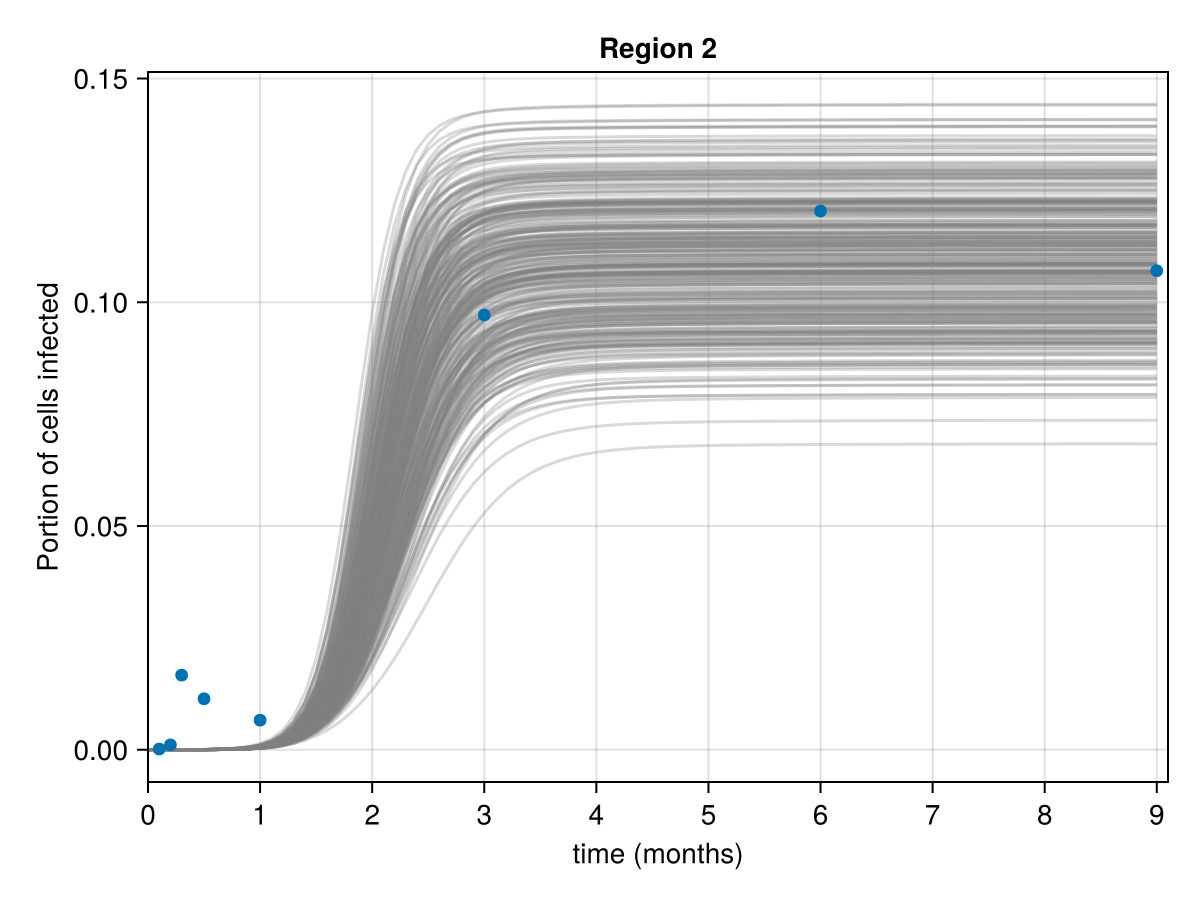 Region 2
0.15
0.10
0.05
0.00
Portion of cells infected
0 1 2 3 4 5 6 7 8 9
time (months)